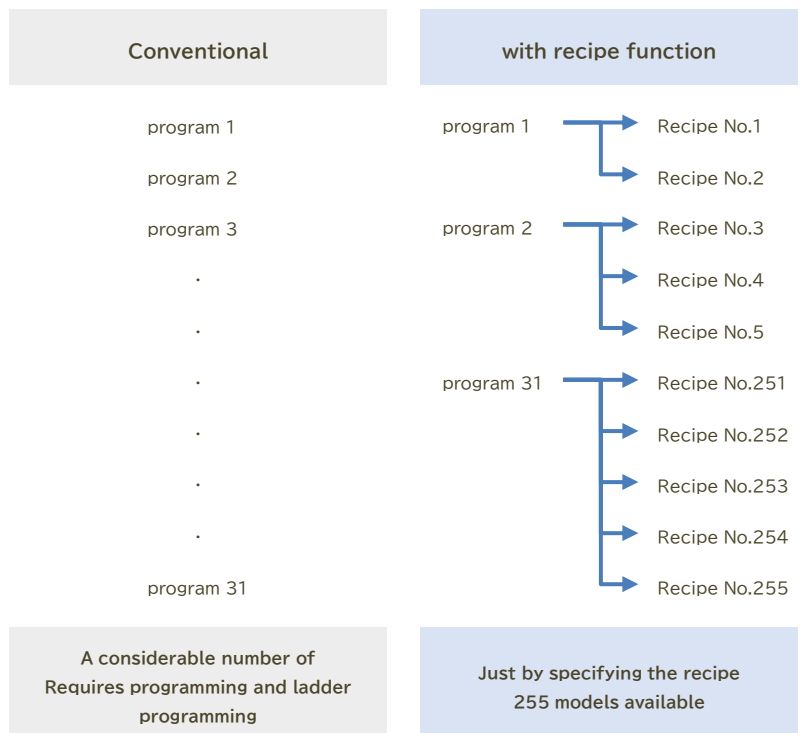 Conventional
program 1
program 2
program 3
.
.
.
.
.
.
program 31
A considerable number of
Requires programming and ladder
programming
with recipe function
program 1
Recipe No.1
Recipe No.2
program 2
Recipe No.3
Recipe No.4
Recipe No.5
program 31
Recipe No.251
Recipe No.252
Recipe No.253
Recipe No.254
Recipe No.255
Just by specifying the recipe
255 models available